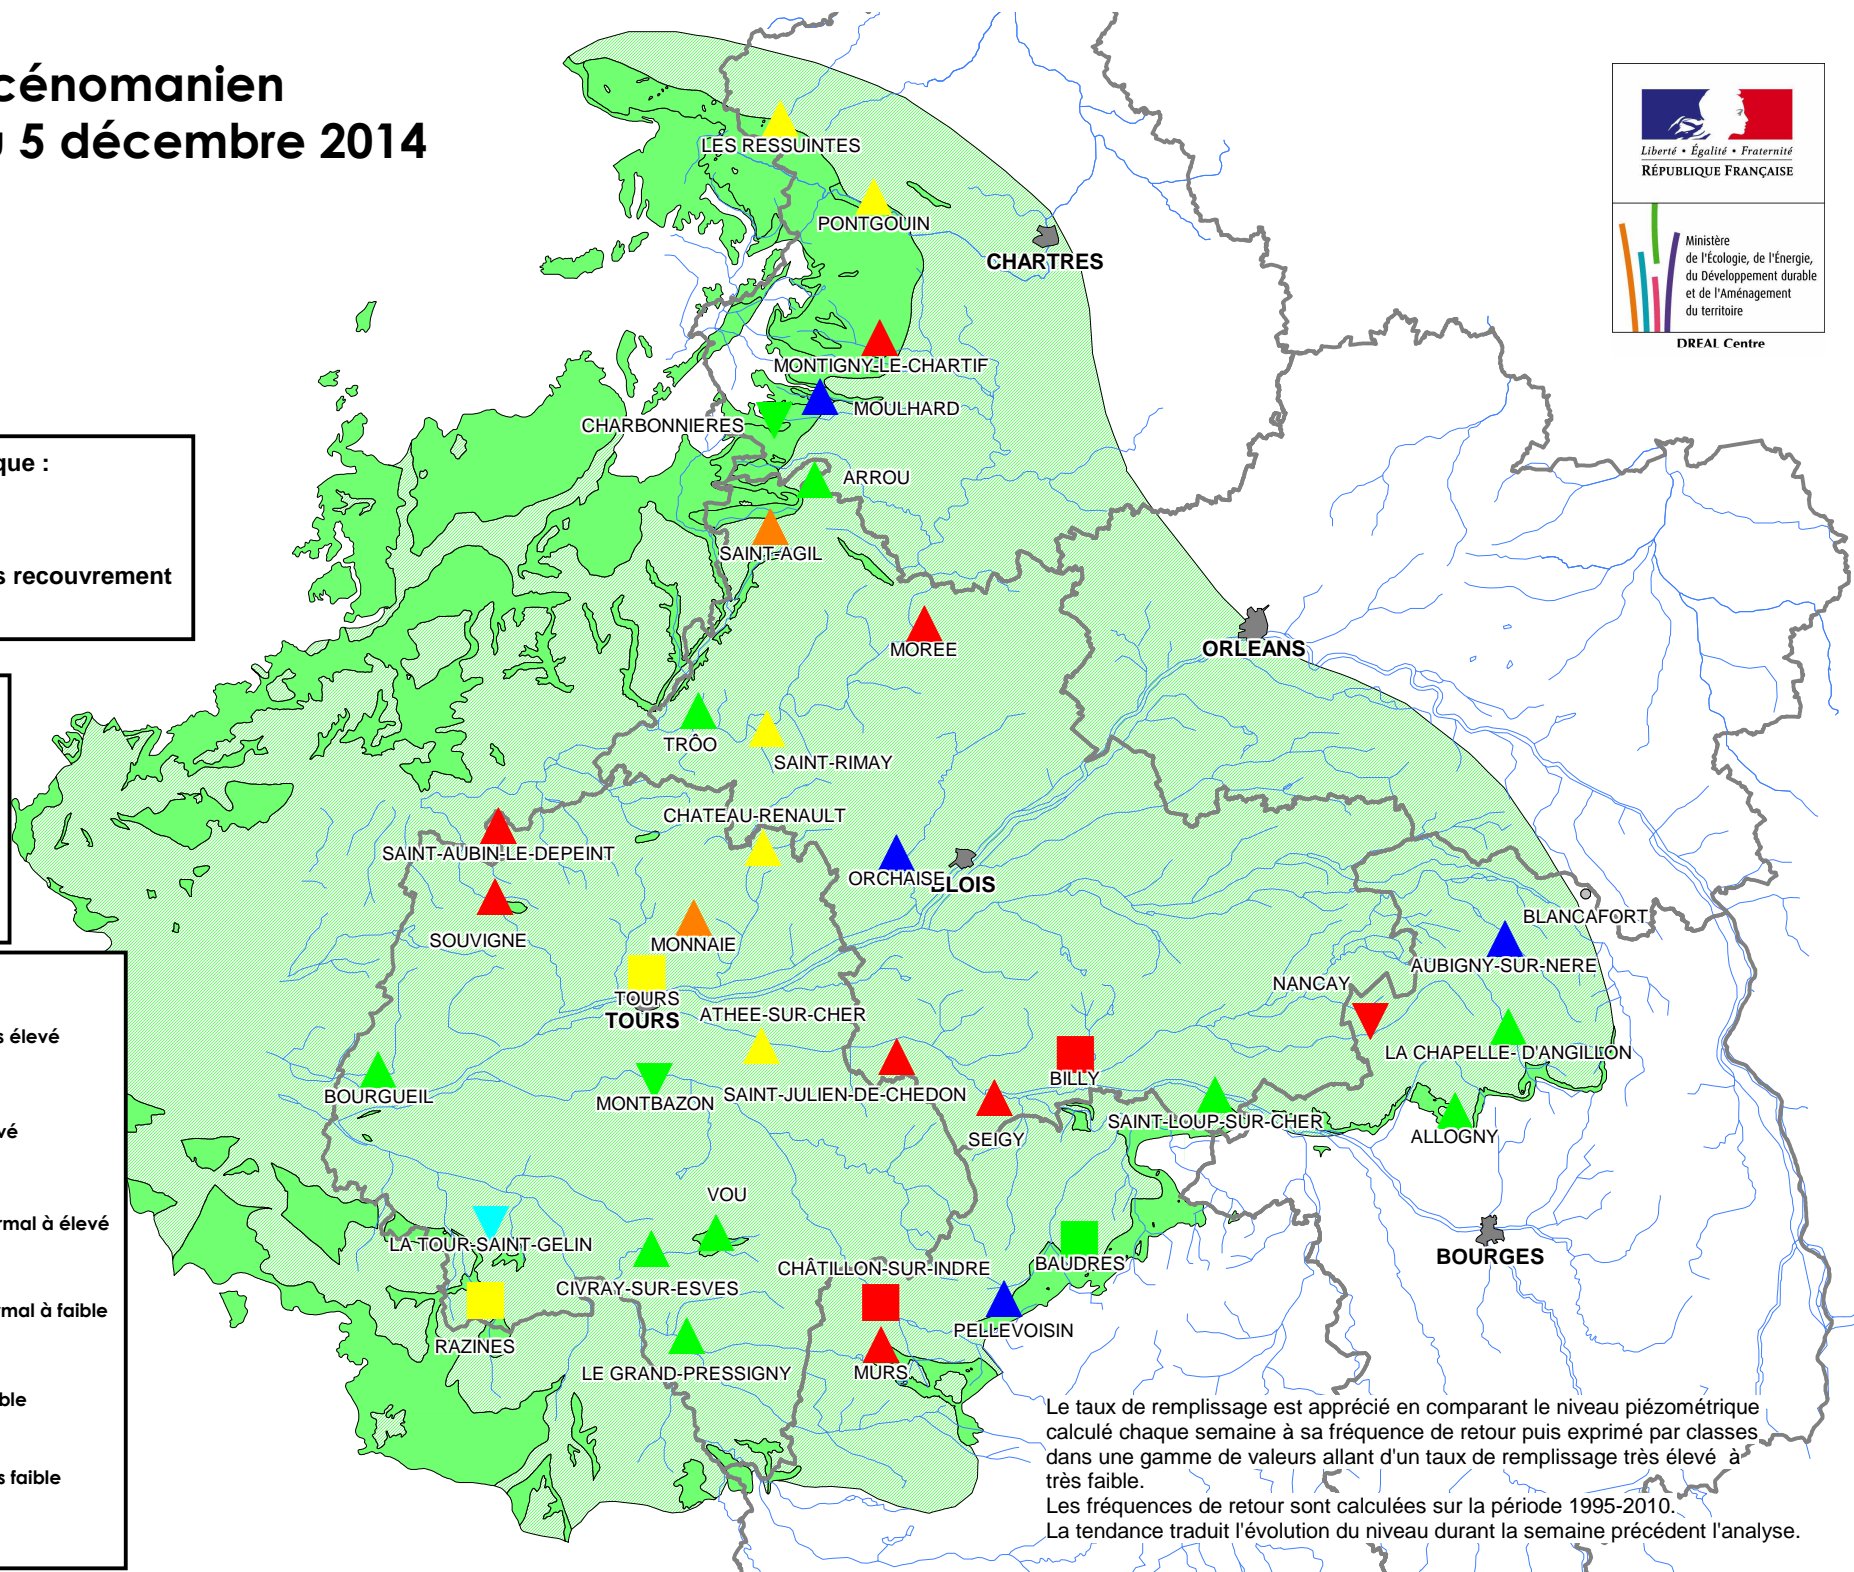 cénomanien
5 décembre 2014
Liberté • Égalité • Fraternité
RÉPUBLIQUE FRANÇAISE
Ministère
de l'Écologie, de l'Énergie,
du Développement durable
et de l'Aménagement
du territoire
DREAL Centre
que :
s recouvrement
s élevé
vé
rmal à élevé
rmal à faible
ble
s faible
LES RESSUINTES
PONTGOUIN
CHARTRES
MONTIGNY-LE-CHARTIF
MOULHARD
CHARBONNIERES
ARROU
SAINT-AGIL
MOREE
ORLEANS
TRÔO
SAINT-RIMAY
CHATEAU-RENAULT
SAINT-AUBIN-LE-DEPEINT
ORCHAISE
BLOIS
SOUVIGNE
MONNAIE
BLANCAFORT
AUBIGNY-SUR-NERE
NANCAY
TOURS
TOURS
ATHEE-SUR-CHER
LA CHAPELLE- D'ANGILLON
BILLY
BOURGUEIL
MONTBAZON
SAINT-JULIEN-DE-CHEDON
SEIGY
SAINT-LOUP-SUR-CHER
ALLOGNY
VOU
LA TOUR-SAINT-GELIN
BAUDRES
BOURGES
CHÂTILLON-SUR-INDRE
CIVRAY-SUR-ESVES
PELLEVOISIN
RAZINES
LE GRAND-PRESSIGNY
MURS
Le taux de remplissage est apprécié en comparant le niveau piézométrique
calculé chaque semaine à sa fréquence de retour puis exprimé par classes
dans une gamme de valeurs allant d'un taux de remplissage très élevé à
très faible.
Les fréquences de retour sont calculées sur la période 1995-2010.
La tendance traduit l'évolution du niveau durant la semaine précédent l'analyse.